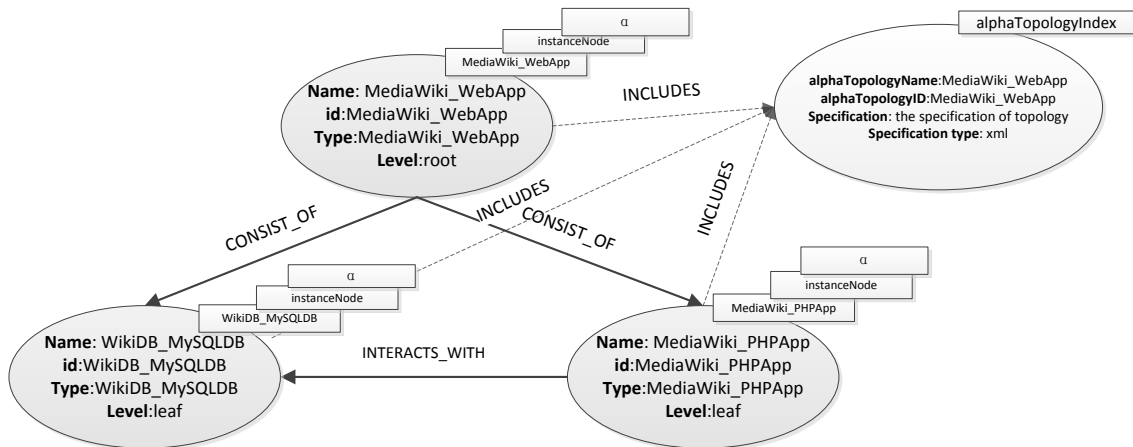 α
instanceNode
MediaWiki_WebApp
Name: MediaWiki_WebApp
id:MediaWiki_WebApp
Type:MediaWiki_WebApp
Level:root
alphaTopologyIndex
alphaTopologyName:MediaWiki_WebApp
alphaTopologyID:MediaWiki_WebApp
Specification: the specification of topology
Specification type: xml
INCLUDES
INCLUDES
INCLUDES
CONSIST_OF
CONSIST_OF
α
instanceNode
WikiDB_MySQLDB
Name: WikiDB_MySQLDB
id:WikiDB_MySQLDB
Type:WikiDB_MySQLDB
Level:leaf
INTERACTS_WITH
α
instanceNode
MediaWiki_PHPApp
Name: MediaWiki_PHPApp
id:MediaWiki_PHPApp
Type:MediaWiki_PHPApp
Level:leaf